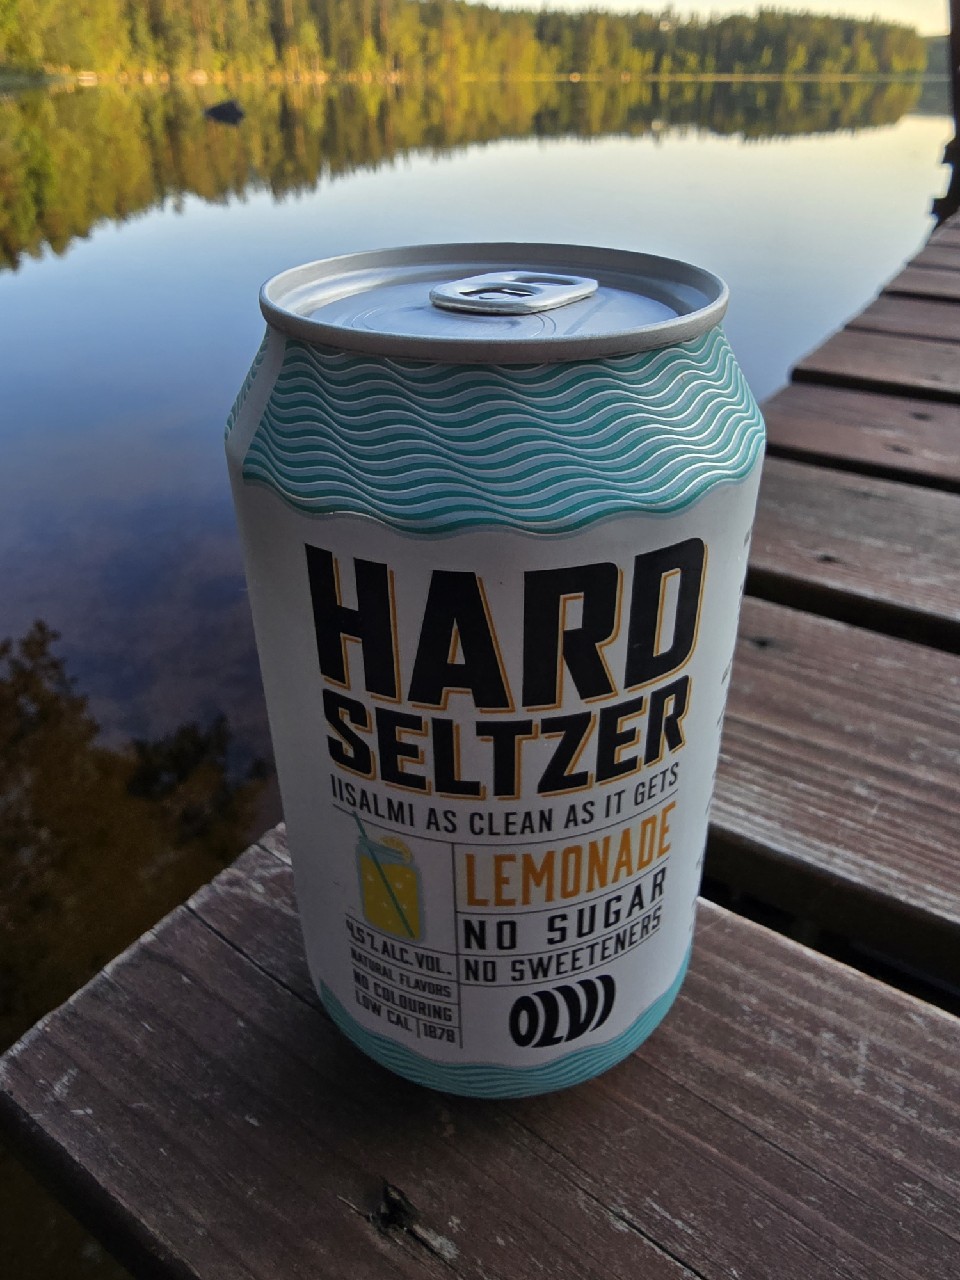 HARD
SELTZER
IISALMI AS CLEAN AS IT GETS
LEMONADE
NO SUGAR
NO SWEETENERS
4,5% ALC. VOL.
NATURAL FLAVORS
NO COLOURING
LOW CAL | 1878
OLVI